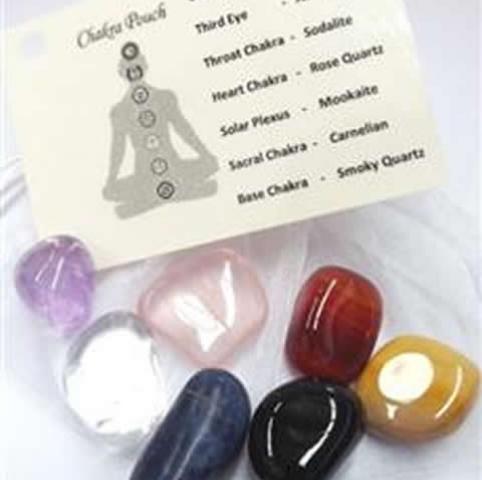 Chakra Pouch
Third Eye -
Throat Chakra - Sodalite
Heart Chakra - Rose Quartz
Solar Plexus - Mookaite
Sacral Chakra - Carnelian
Base Chakra - Smoky Quartz